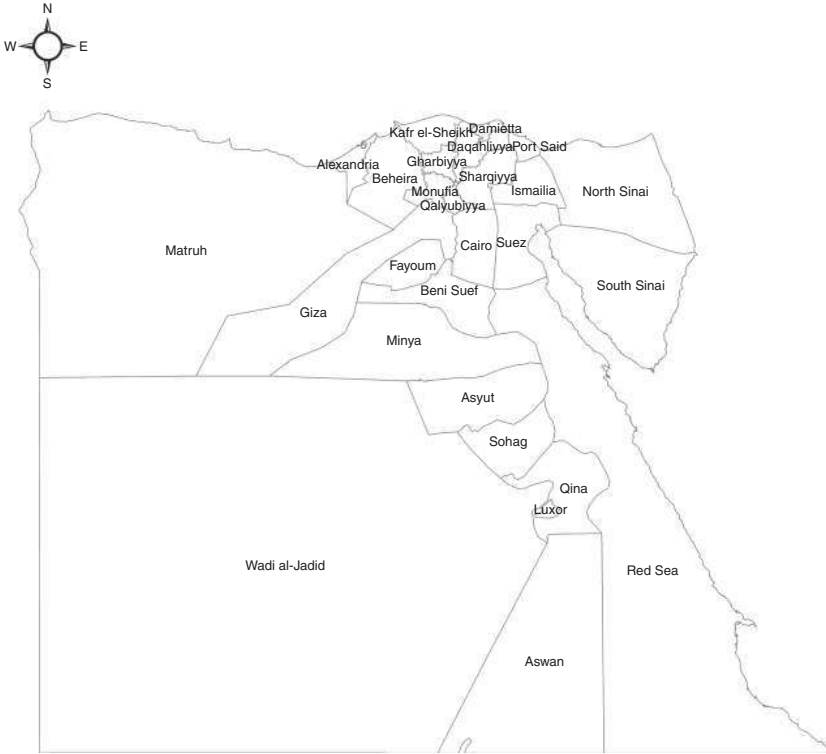 N
W E
S
Kafr el-Sheikh
Damietta
Daqahliyya
Port Said
Alexandria
Gharbiyya
Beheira
Sharqiyya
Monufia
Ismailia
North Sinai
Qalyubiyya
Matruh
Cairo
Suez
Fayoum
South Sinai
Beni Suef
Giza
Minya
Asyut
Sohag
Qina
Luxor
Wadi al-Jadid
Red Sea
Aswan